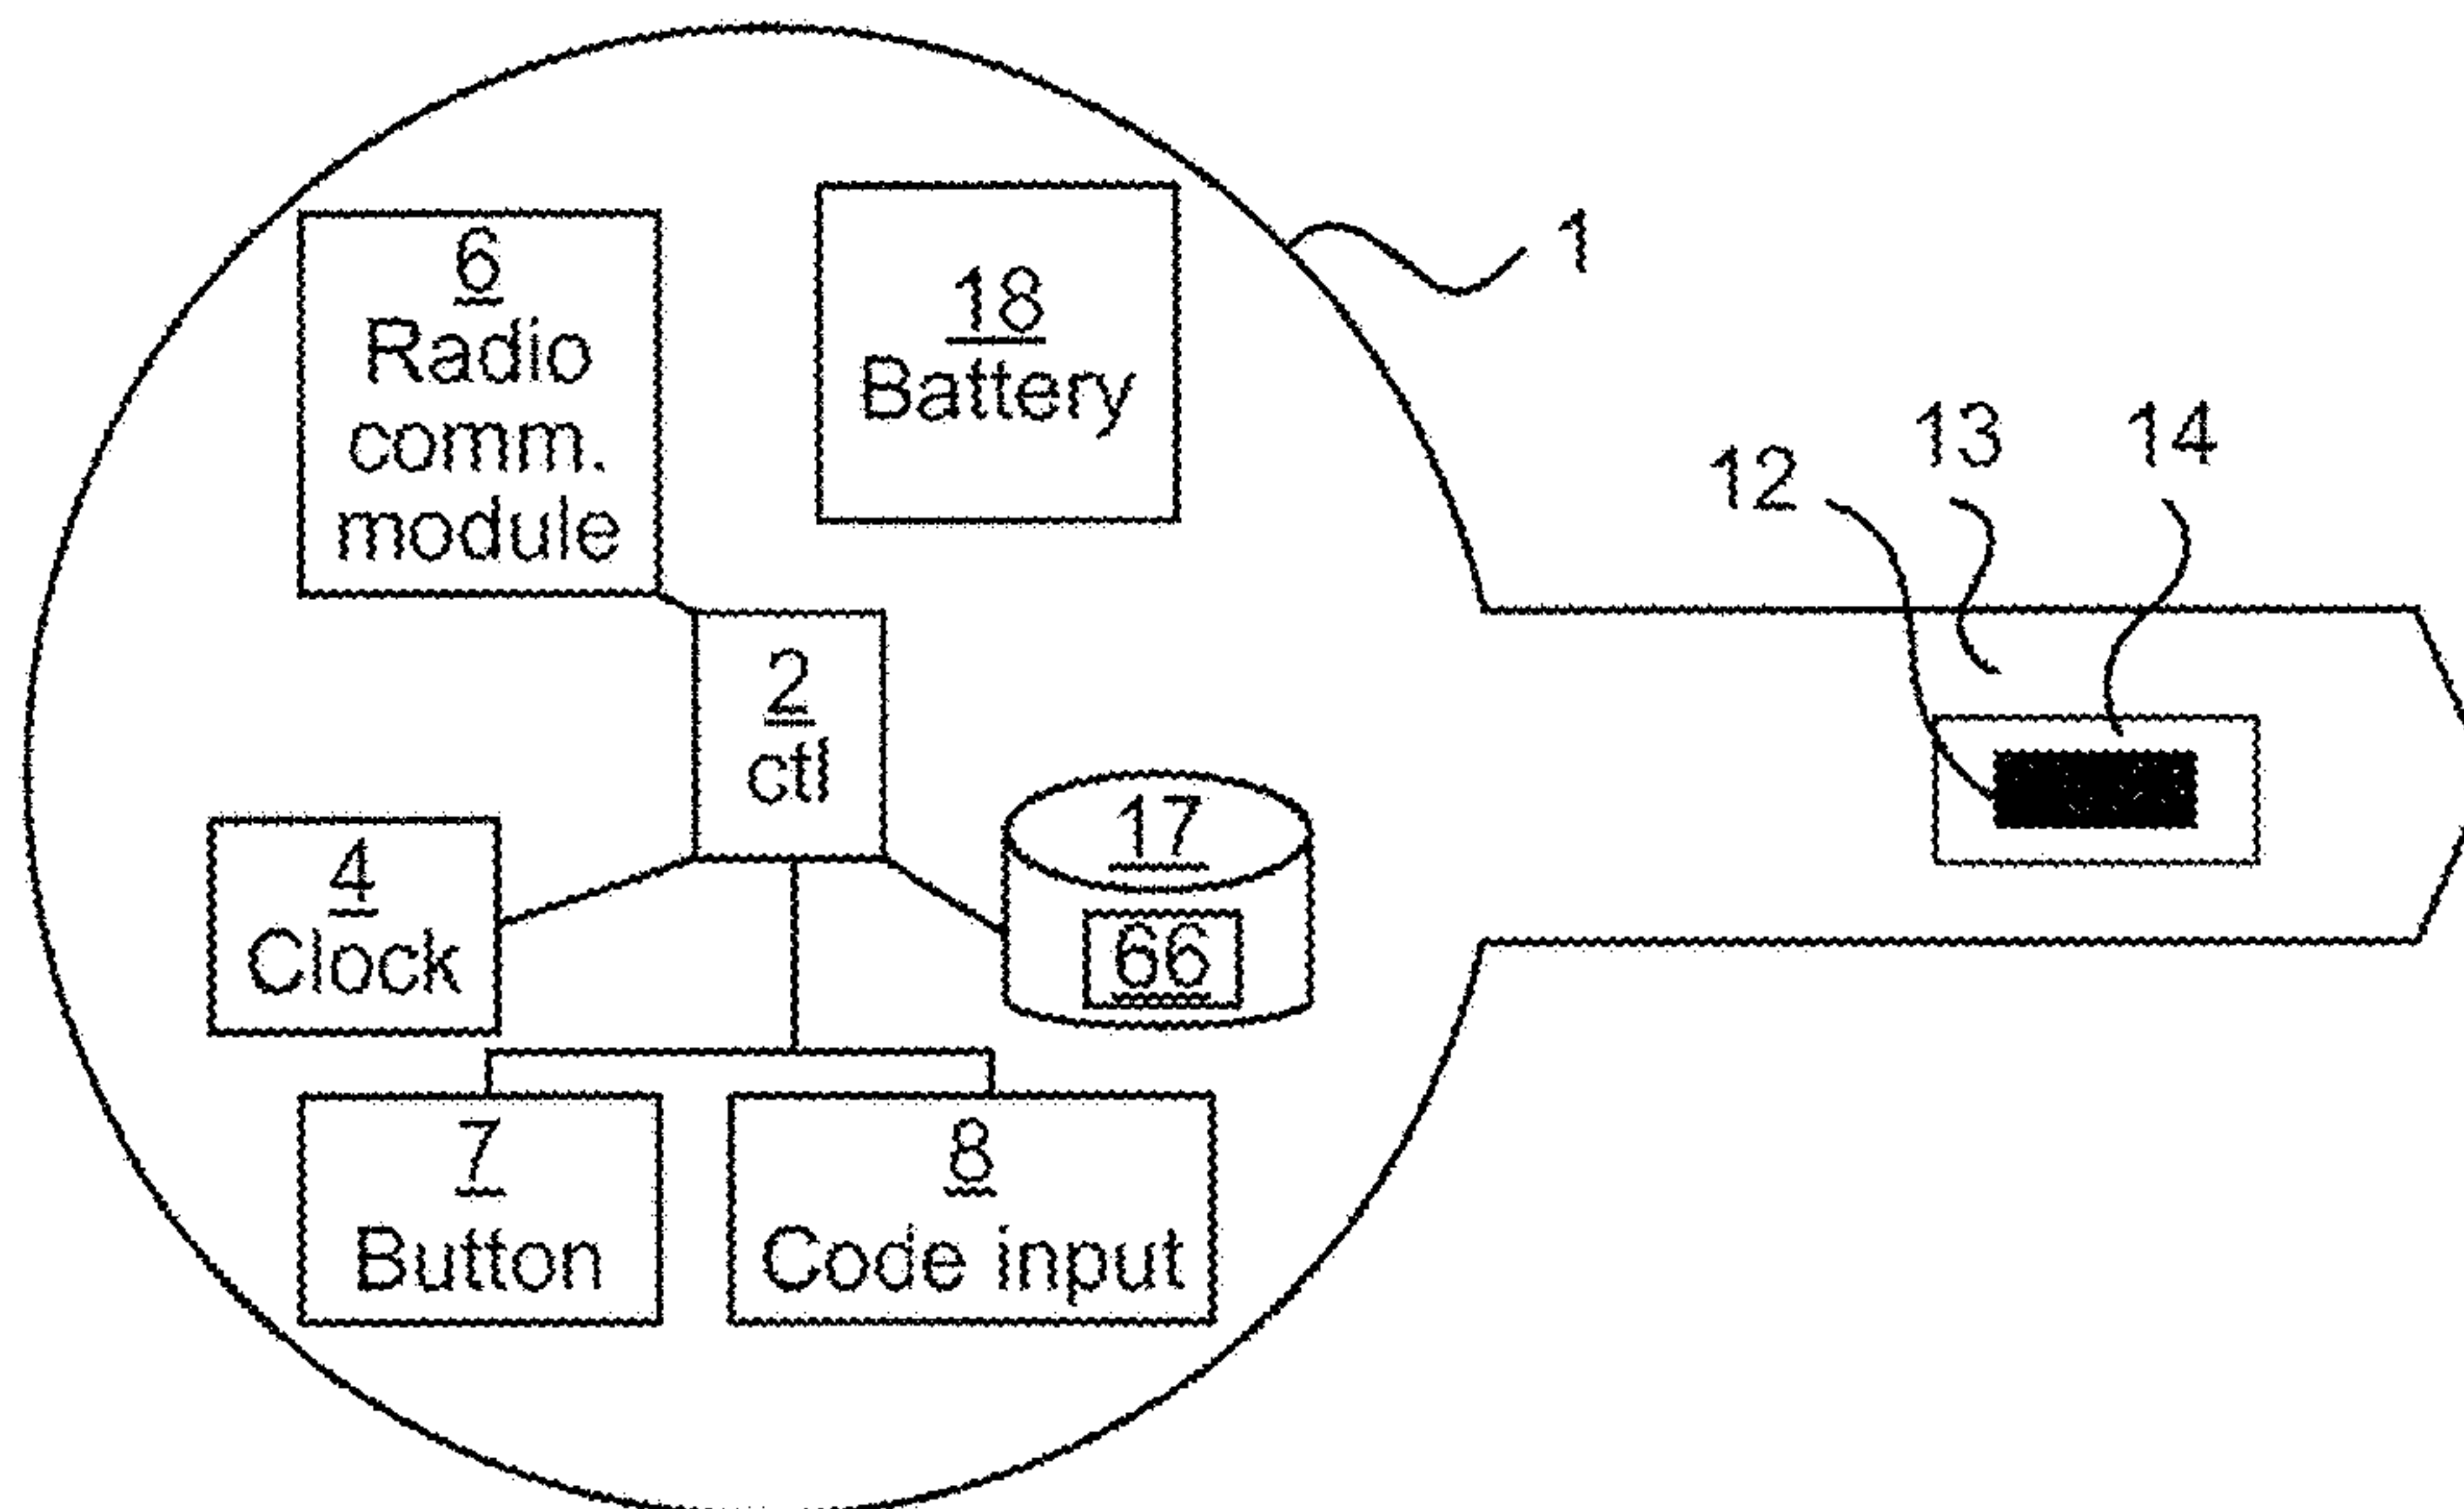 6
Radio
comm.
module
18
Battery
1
12
13
14
2
ctl
4
Clock
17
66
7
Button
8
Code input